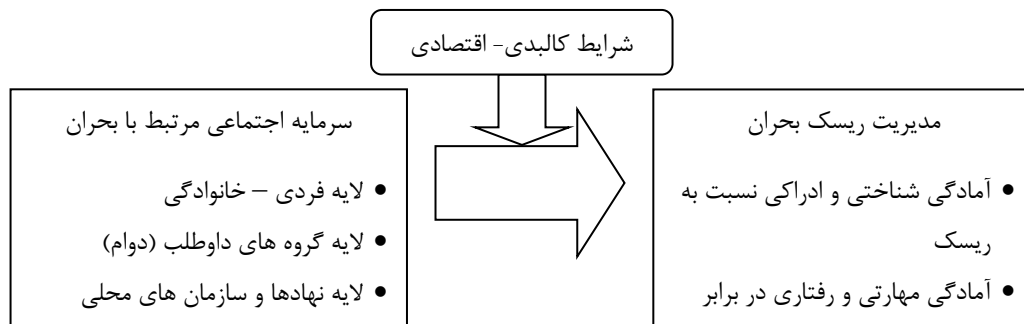 شرایط کالبدی- اقتصادی
مدیریت ریسک بحران
• آمادگی شناختی و ادراکی نسبت به
ریسک
• آمادگی مهارتی و رفتاری در برابر
سرمایه اجتماعی مرتبط با بحران
• لایه فردی – خانوادگی
• لایه گروه های داوطلب (دوام)
• لایه نهادها و سازمان های محلی